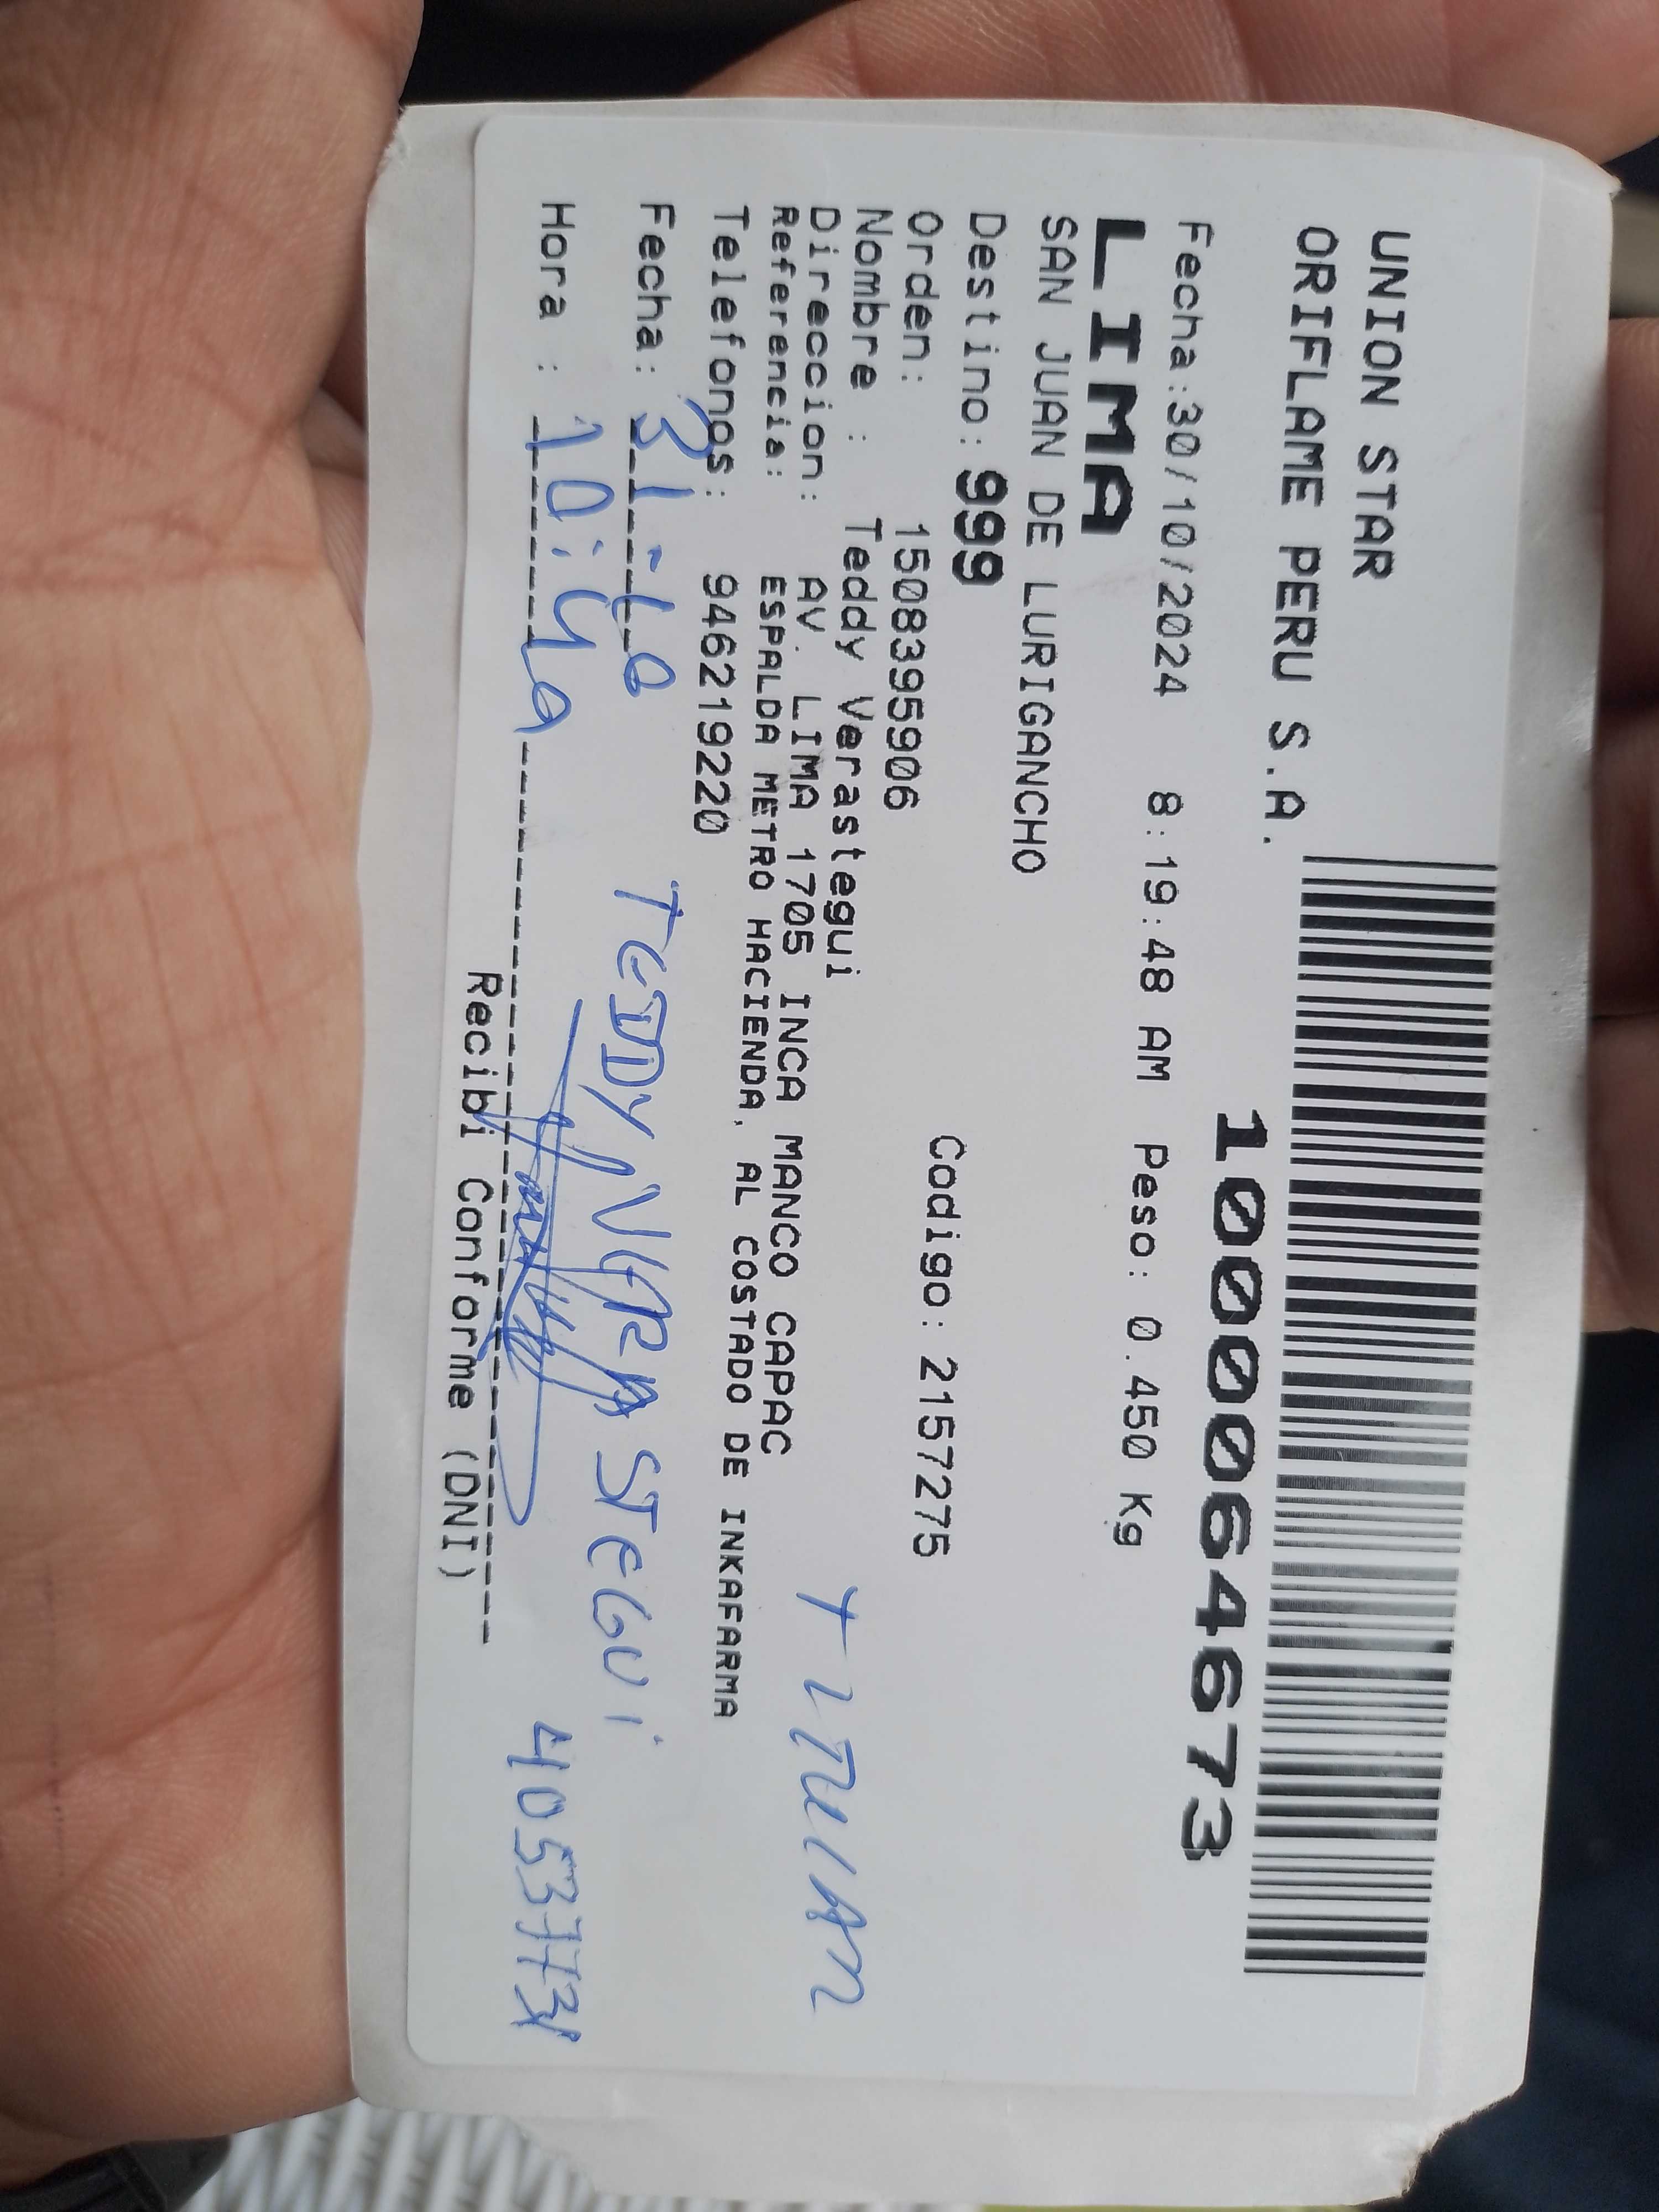 UNION STAR
ORIFLAME PERU S.A.
1000064673
Fecha:30/10/2024 8:19:48 AM Peso: 0.450 Kg
LIMA
SAN JUAN DE LURIGANCHO
Destino: 999
Codigo: 2157275
Orden: 1508395906
Nombre : Teddy Verastegui
Direccion: AV. LIMA 1705 INCA MANCO CAPAC
Referencia: ESPALDA METRO HACIENDA, AL COSTADO DE INKAFARMA
Telefonos: 946219220
Fecha: 31-10 TEDDY VERASTEGUI
Hora : 10:49
Recibi Conforme (DNI)